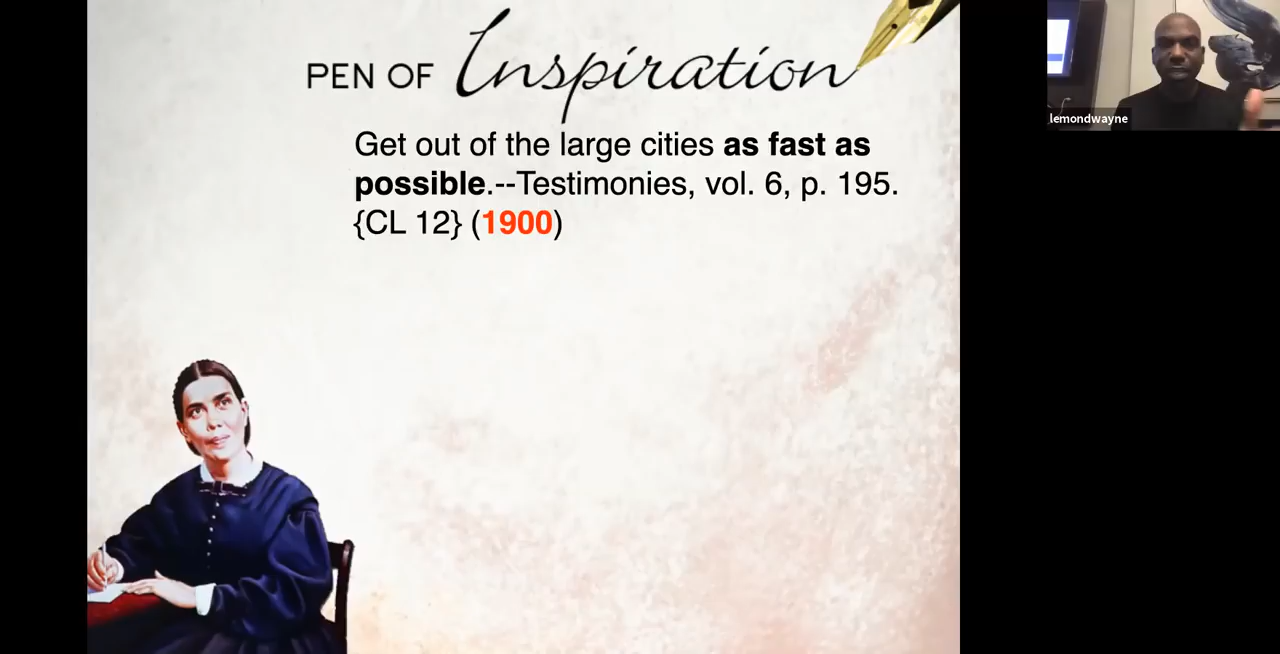 PEN OF Inspiration
Get out of the large cities as fast as
possible.--Testimonies, vol. 6, p. 195.
{CL 12} (1900)
lemondwayne